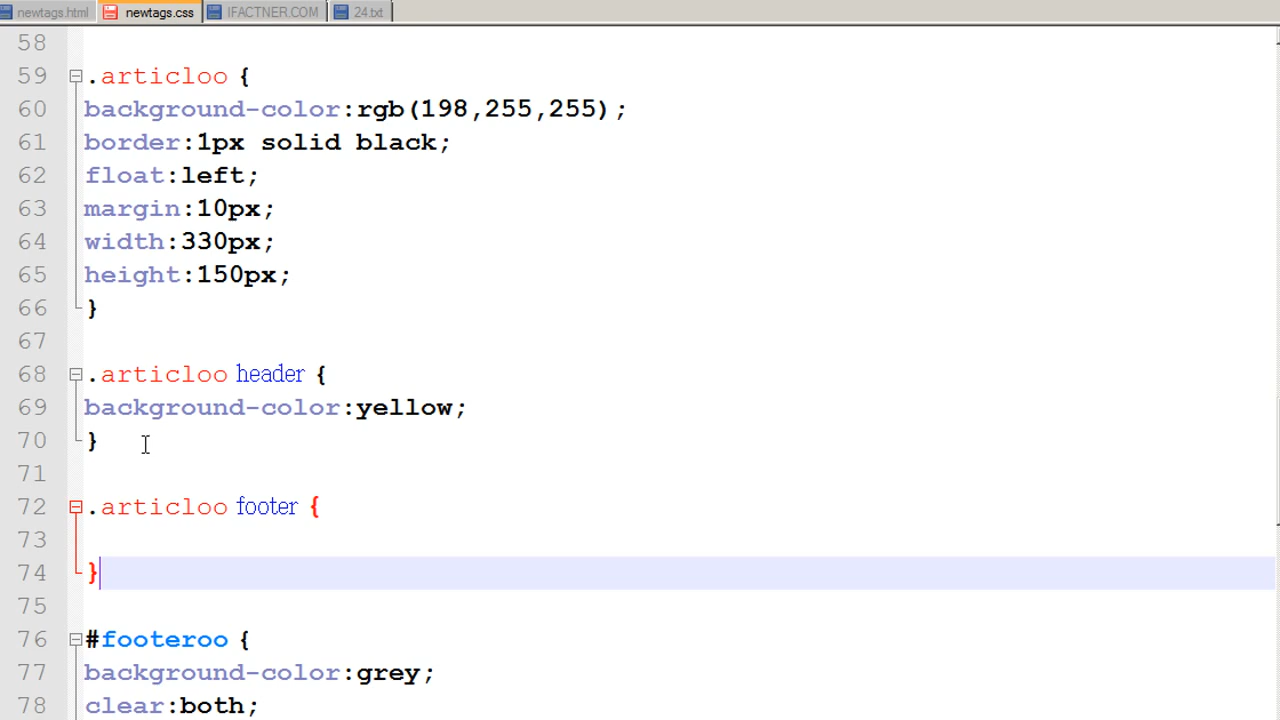 newtags.html newtags.css IFACTNER.COM 24.txt
58
59 .articloo {
60 background-color:rgb(198,255,255);
61 border:1px solid black;
62 float:left;
63 margin:10px;
64 width:330px;
65 height:150px;
66 }
67
68 .articloo header {
69 background-color:yellow;
70 }
71
72 .articloo footer {
73
74 }
75
76 #footeroo {
77 background-color:grey;
78 clear:both;